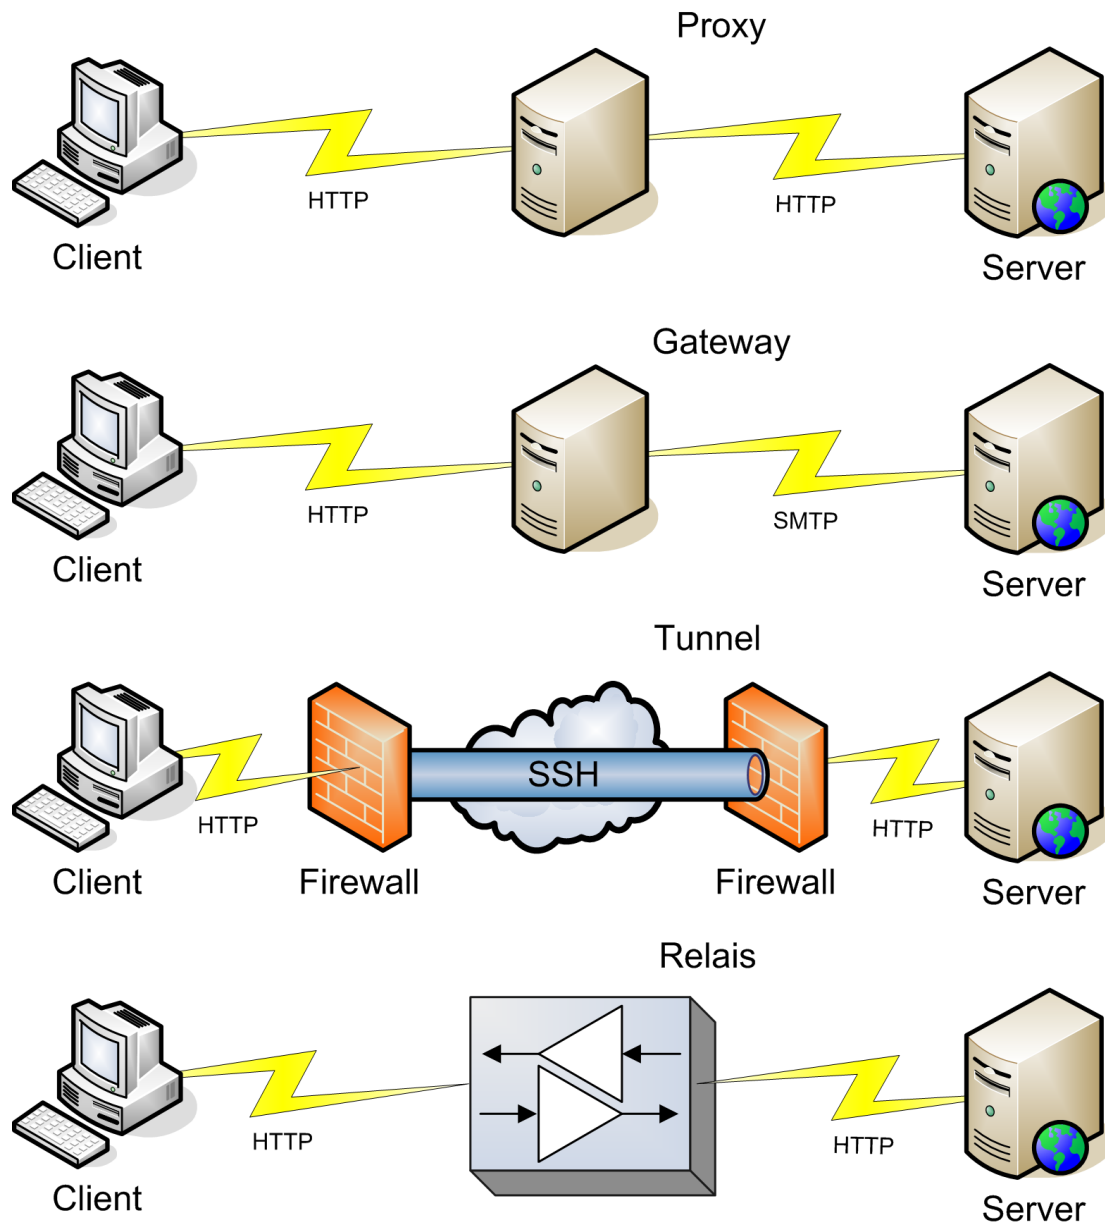 Proxy
HTTP
HTTP
Client
Server
Gateway
HTTP
SMTP
Client
Server
Tunnel
SSH
HTTP
HTTP
Client
Firewall
Firewall
Server
Relais
HTTP
HTTP
Client
Server